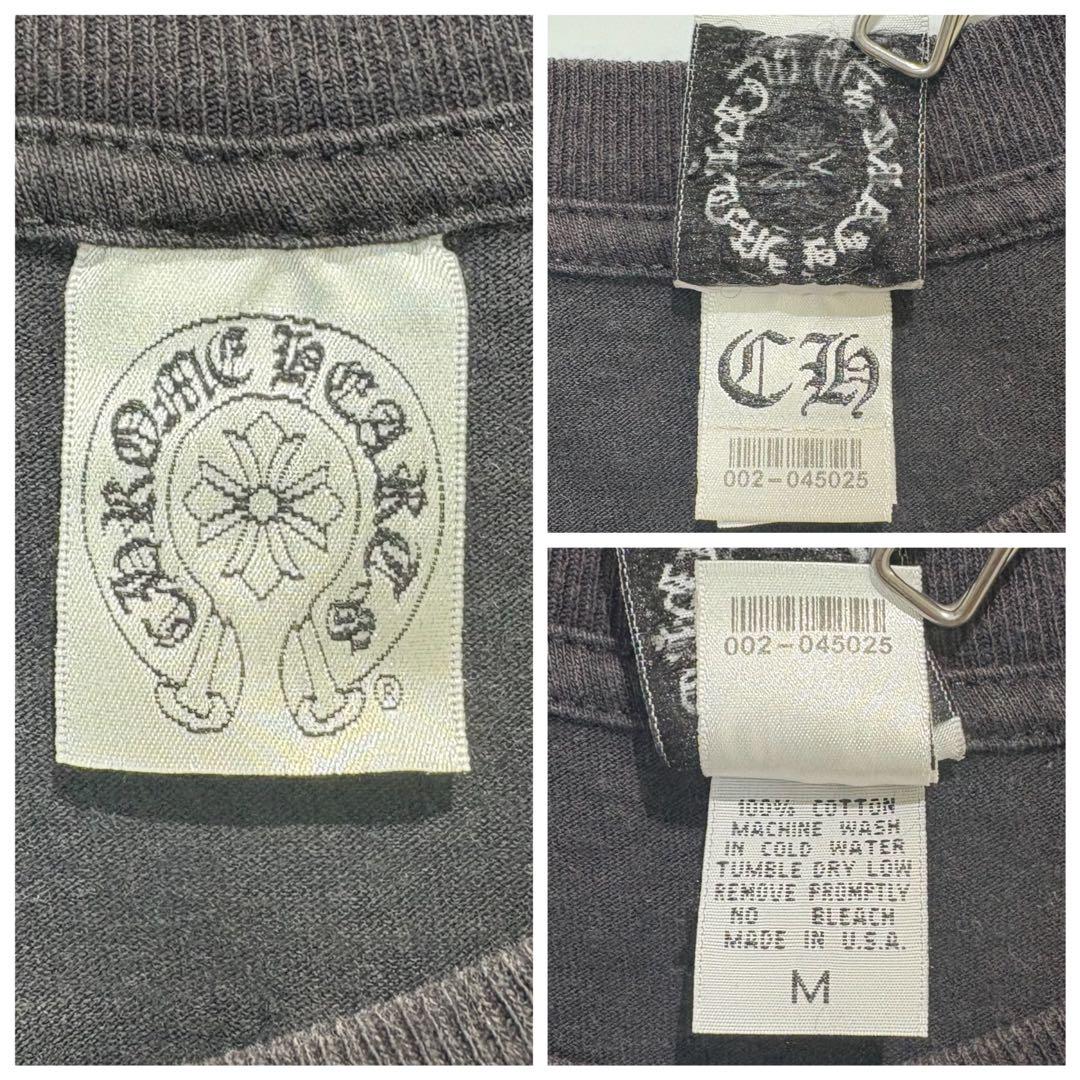 CHROME HEARTS
®
CH
002-045025
002-045025
100% COTTON
MACHINE WASH
IN COLD WATER
TUMBLE DRY LOW
REMOVE PROMPTLY
NO BLEACH
MADE IN U.S.A.
M